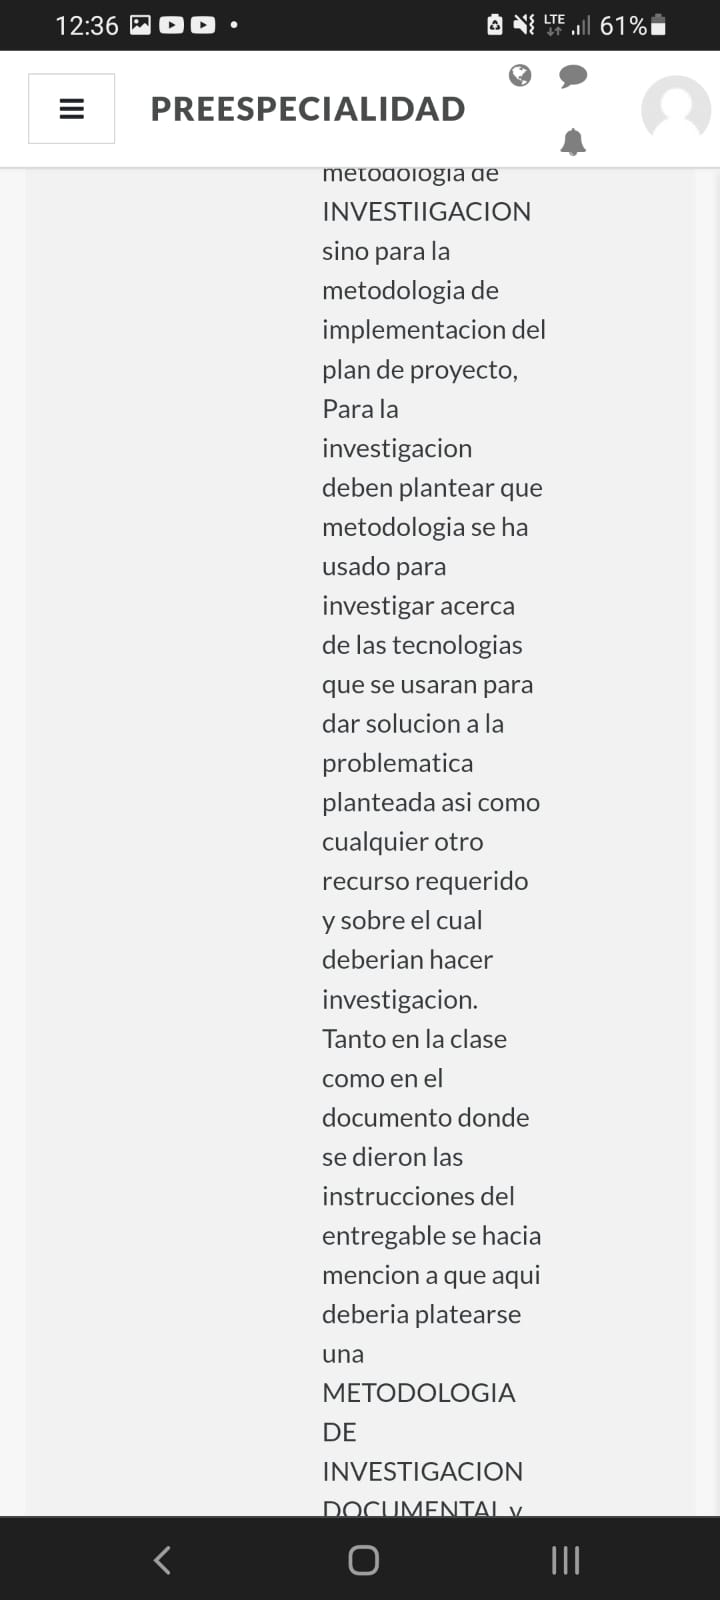 12:36
LTE
61%
PREESPECIALIDAD
metodologia de
INVESTIIGACION
sino para la
metodologia de
implementacion del
plan de proyecto,
Para la
investigacion
deben plantear que
metodologia se ha
usado para
investigar acerca
de las tecnologias
que se usaran para
dar solucion a la
problematica
planteada asi como
cualquier otro
recurso requerido
y sobre el cual
deberian hacer
investigacion.
Tanto en la clase
como en el
documento donde
se dieron las
instrucciones del
entregable se hacia
mencion a que aqui
deberia platearse
una
METODOLOGIA
DE
INVESTIGACION
DOCUMENTAL y